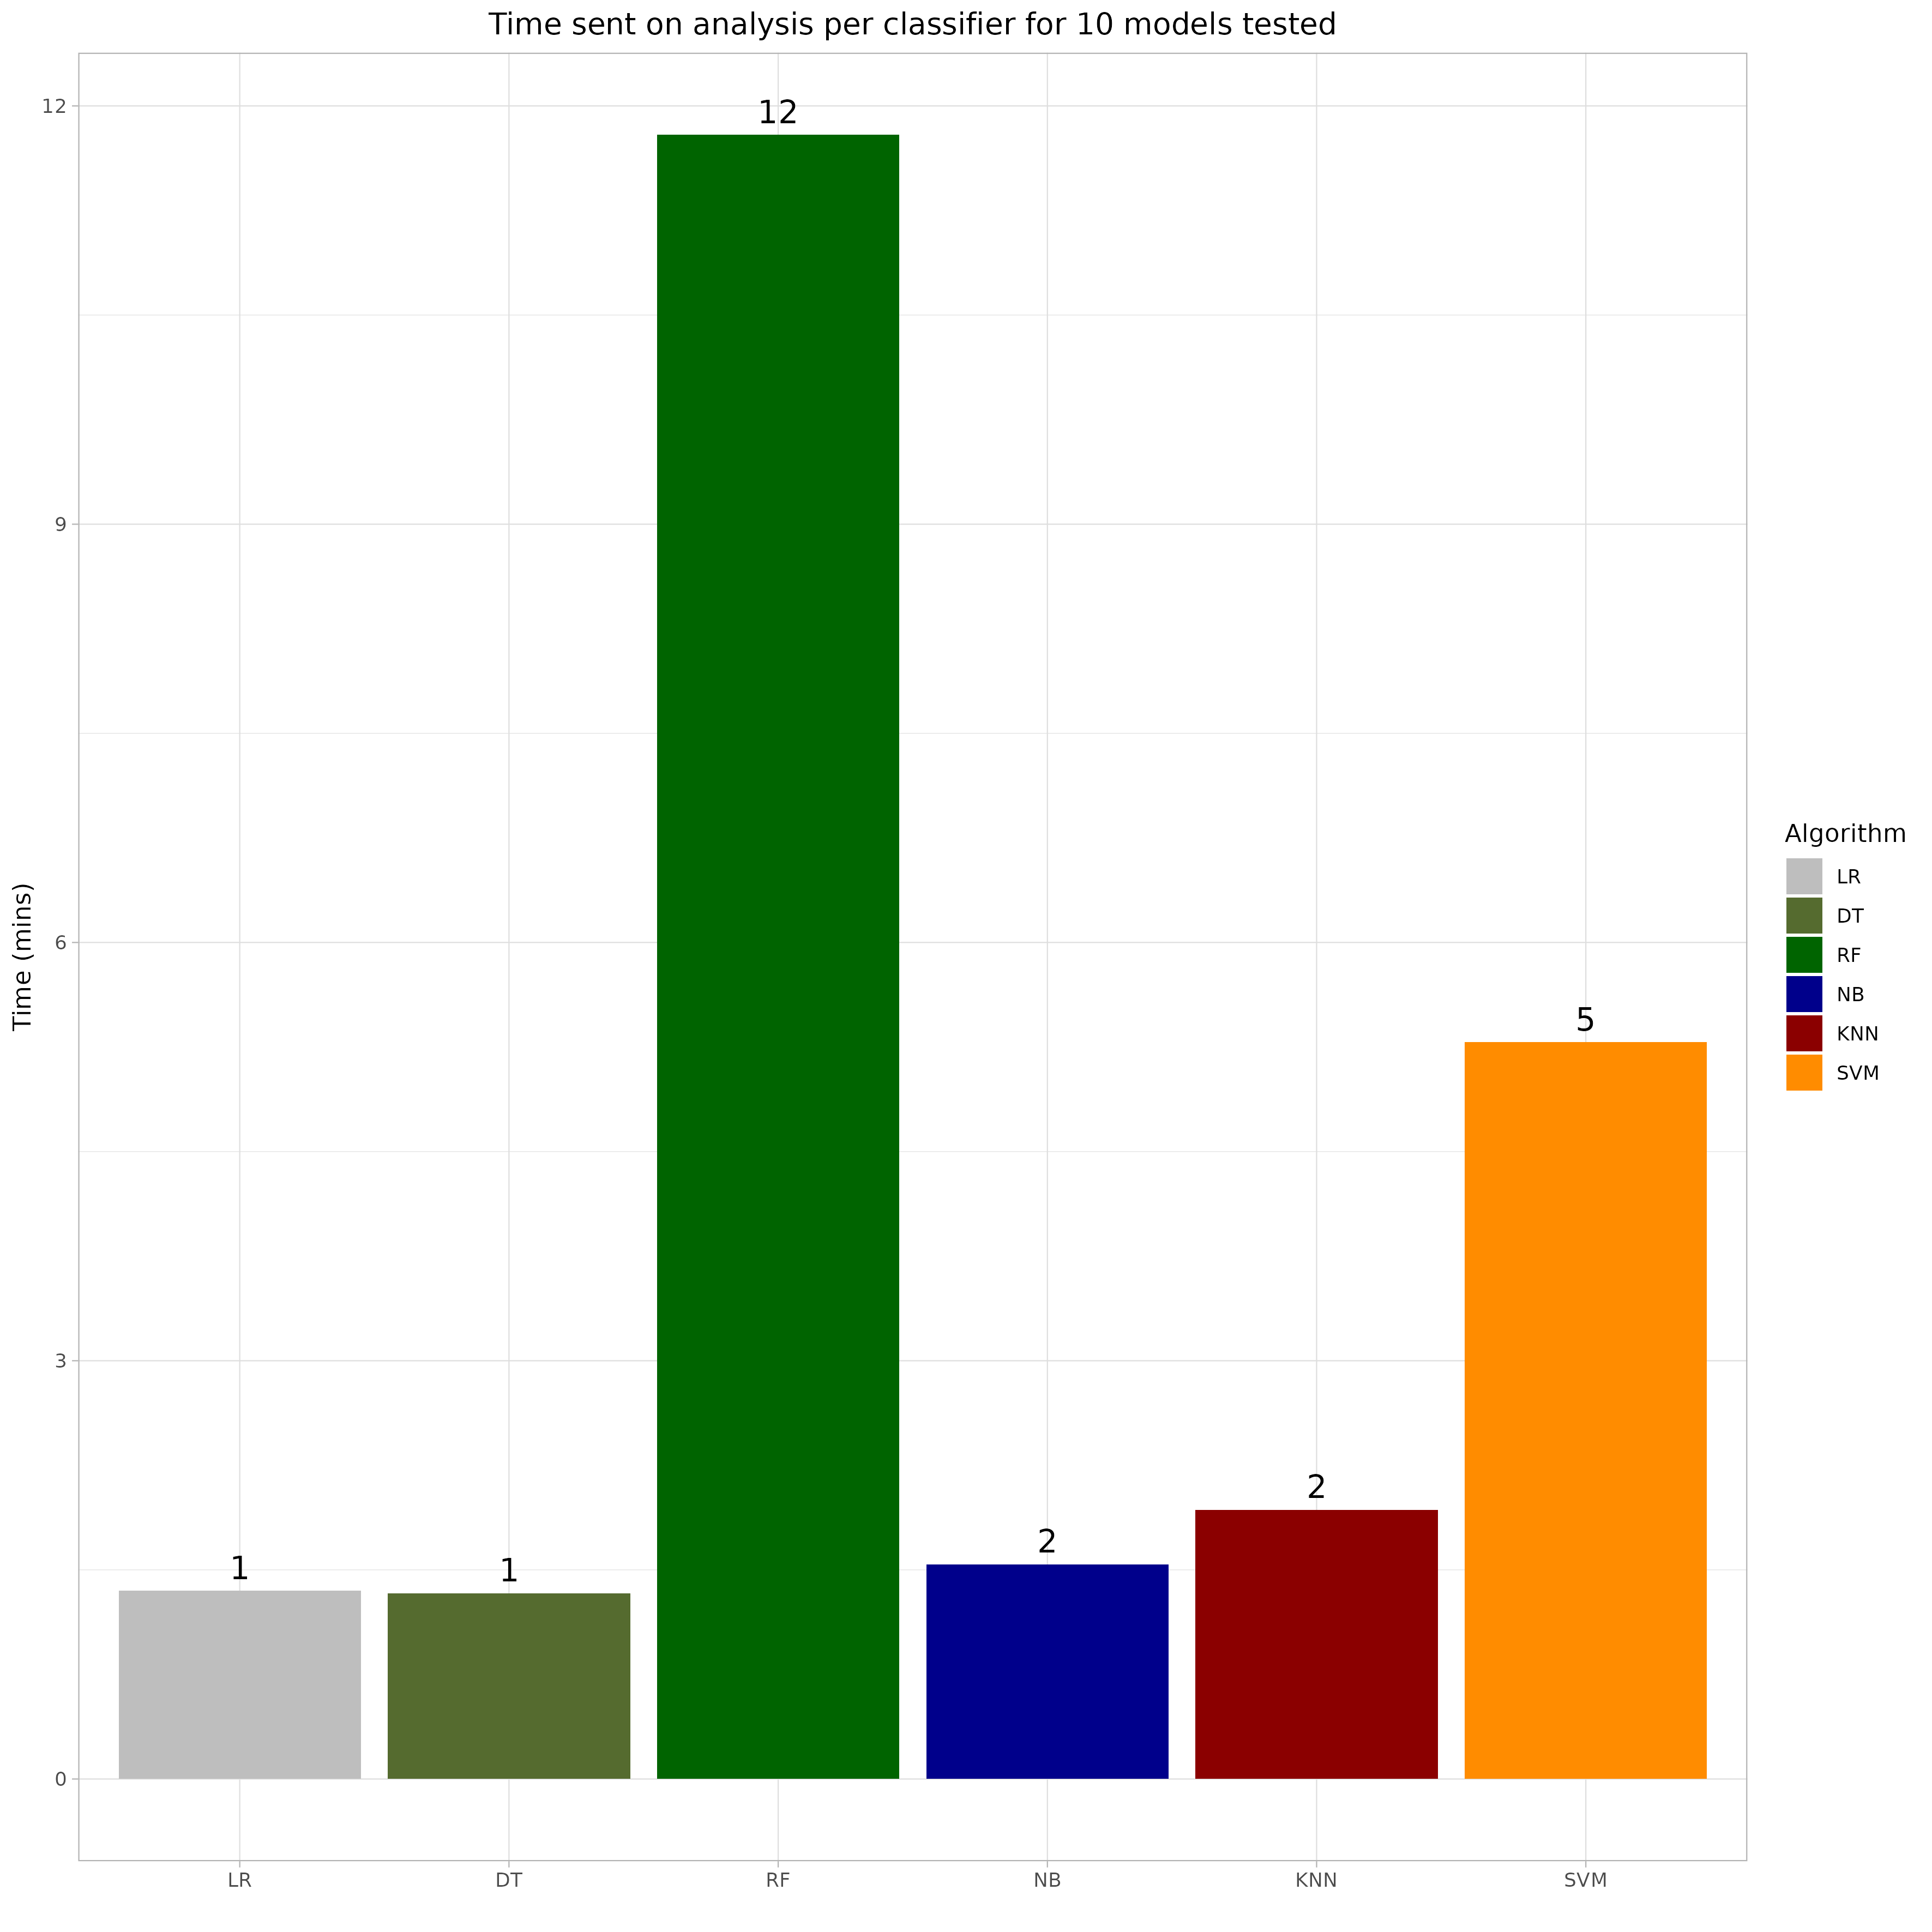 Time sent on analysis per classifier for 10 models tested
Time (mins)
12
9
6
3
0
1
1
12
2
2
5
LR
DT
RF
NB
KNN
SVM
Algorithm
LR
DT
RF
NB
KNN
SVM